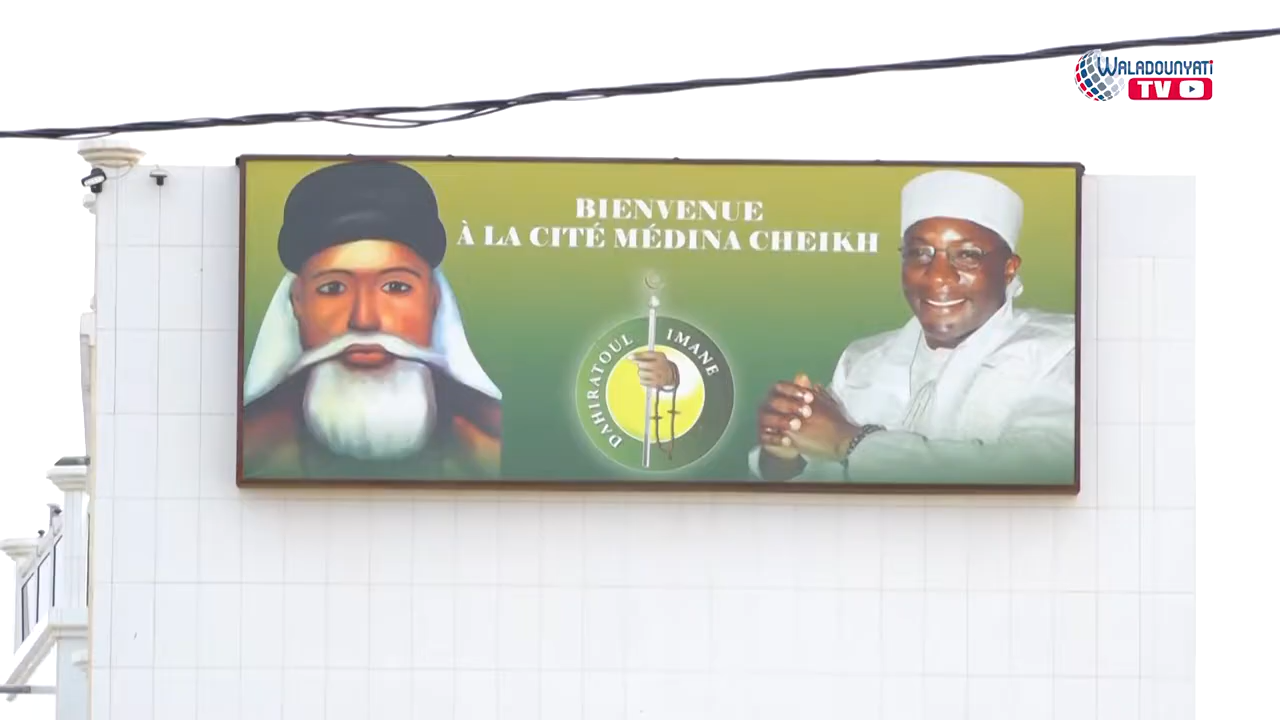 WALADOUNYATI
TV
BIENVENUE
À LA CITÉ MÉDINA CHEIKH
DAHIRATOUL IMANE